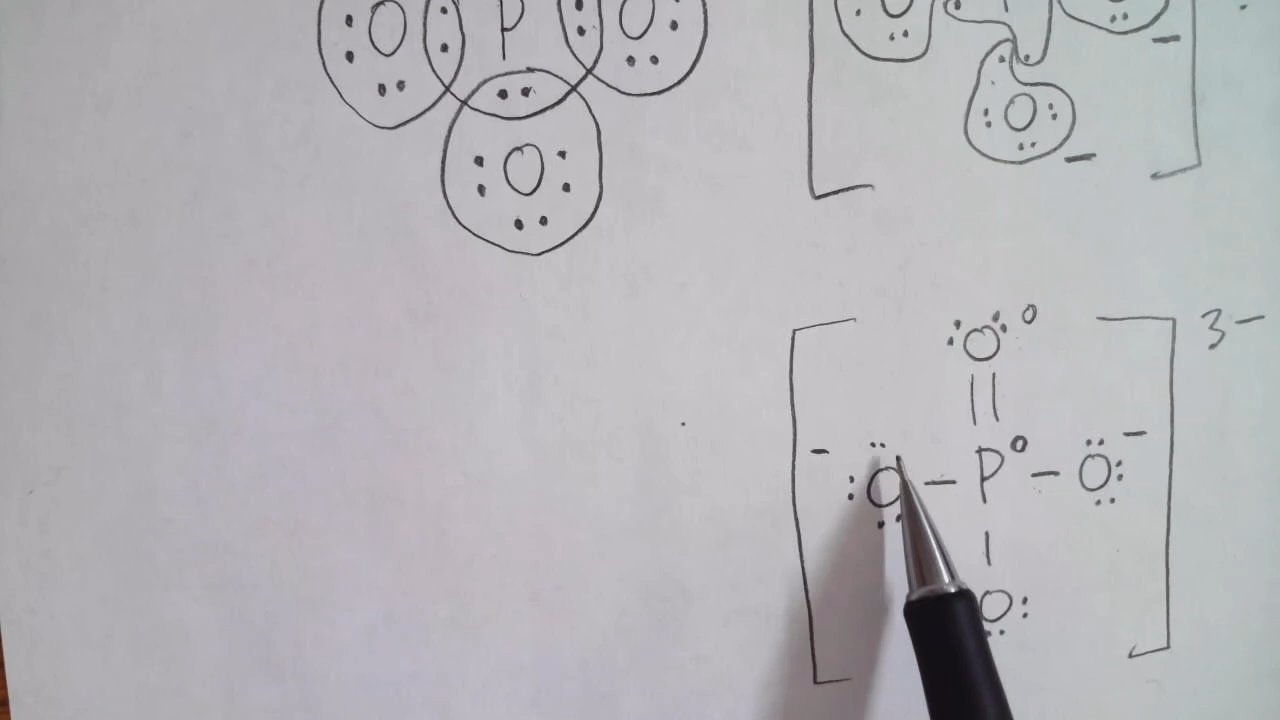 O P O
O
O
:O: ° 3-
||
- :O - P° - O: -
|
O: